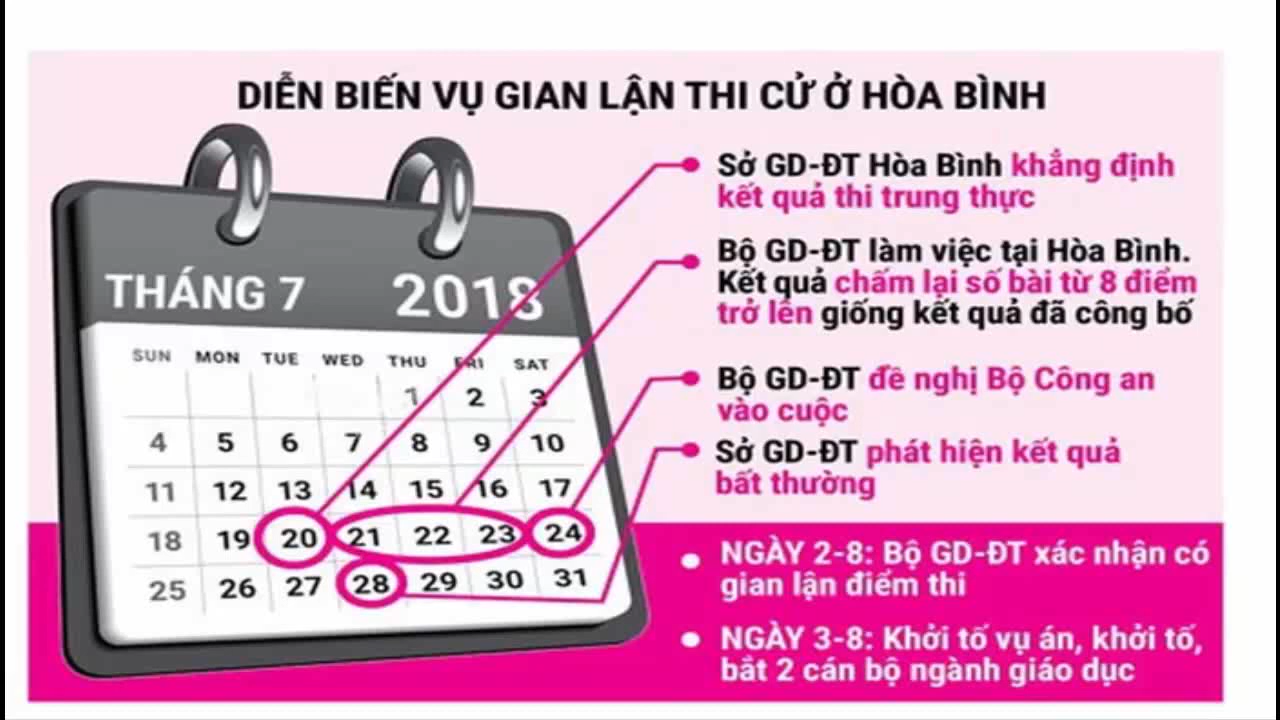 DIỄN BIẾN VỤ GIAN LẬN THI CỬ Ở HÒA BÌNH
Sở GD-ĐT Hòa Bình khẳng định
kết quả thi trung thực
Bộ GD-ĐT làm việc tại Hòa Bình.
Kết quả chấm lại số bài từ 8 điểm
trở lên giống kết quả đã công bố
Bộ GD-ĐT đề nghị Bộ Công an
vào cuộc
Sở GD-ĐT phát hiện kết quả
bất thường
NGÀY 2-8: Bộ GD-ĐT xác nhận có
gian lận điểm thi
NGÀY 3-8: Khởi tố vụ án, khởi tố,
bắt 2 cán bộ ngành giáo dục
THÁNG 7 2018
SUN MON TUE WED THU FRI SAT
1 2 3
4 5 6 7 8 9 10
11 12 13 14 15 16 17
18 19 20 21 22 23 24
25 26 27 28 29 30 31